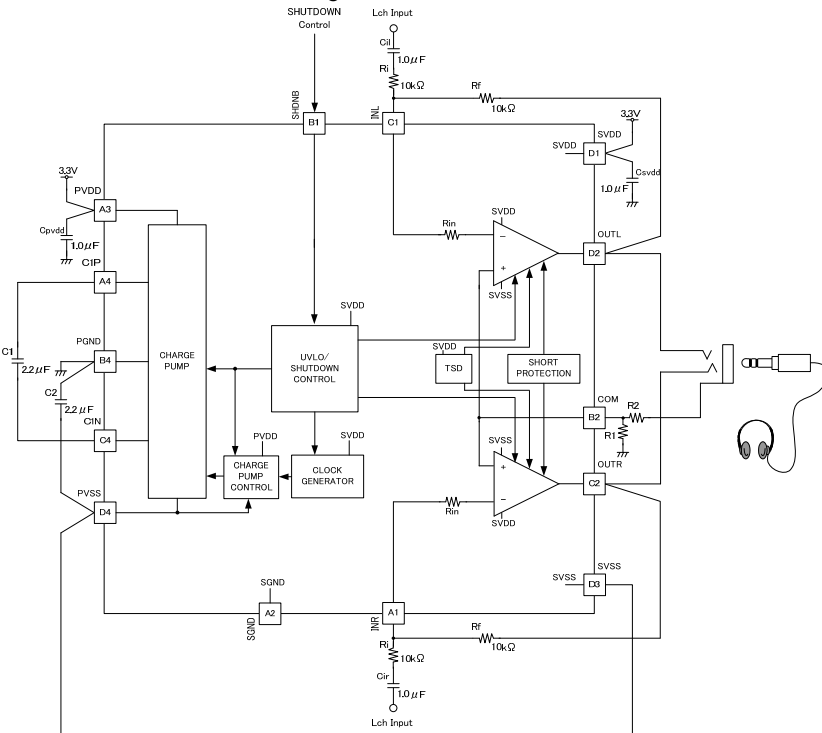 SHUTDOWN
Control
Lch Input
Cil
1.0μF
Ri
10kΩ
Rf
10kΩ
SHDNB
B1
INL
C1
3.3V
SVDD
SVDD
D1
Csvdd
1.0μF
3.3V
PVDD
A3
Cpvdd
1.0μF
C1P
A4
Rin
SVDD
−
+
SVSS
OUTL
D2
PGND
B4
C1
2.2μF
C2
2.2μF
C1N
C4
CHARGE
PUMP
SVDD
UVLO/
SHUTDOWN
CONTROL
SVDD
TSD
SHORT
PROTECTION
COM
B2
R2
R1
OUTR
C2
PVDD
CHARGE
PUMP
CONTROL
SVDD
CLOCK
GENERATOR
SVSS
+
−
SVDD
Rin
PVSS
D4
SVSS
SVSS
D3
SGND
SGND
A2
INR
A1
Rf
10kΩ
Ri
10kΩ
Cir
1.0μF
Lch Input